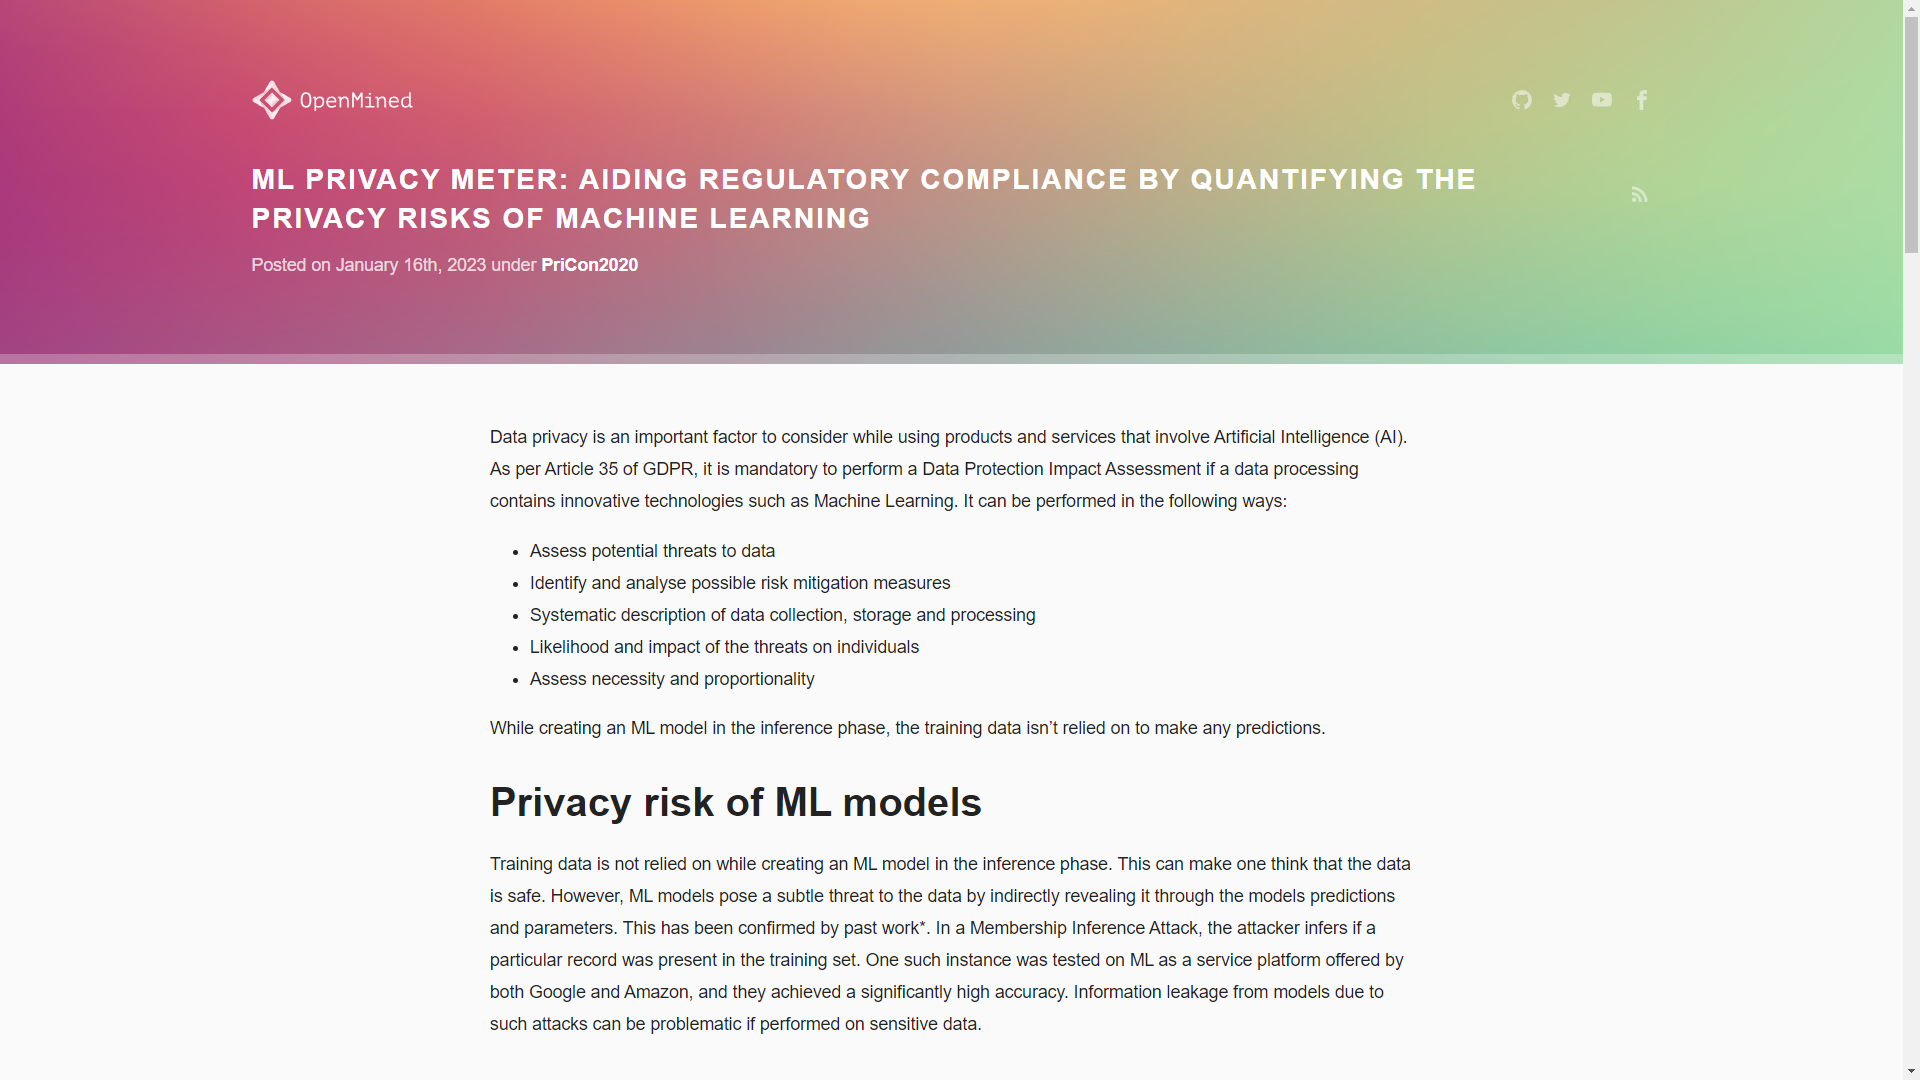 OpenMined
ML PRIVACY METER: AIDING REGULATORY COMPLIANCE BY QUANTIFYING THE
PRIVACY RISKS OF MACHINE LEARNING
Posted on January 16th, 2023 under PriCon2020
Data privacy is an important factor to consider while using products and services that involve Artificial Intelligence (AI).
As per Article 35 of GDPR, it is mandatory to perform a Data Protection Impact Assessment if a data processing
contains innovative technologies such as Machine Learning. It can be performed in the following ways:
• Assess potential threats to data
• Identify and analyse possible risk mitigation measures
• Systematic description of data collection, storage and processing
• Likelihood and impact of the threats on individuals
• Assess necessity and proportionality
While creating an ML model in the inference phase, the training data isn’t relied on to make any predictions.
Privacy risk of ML models
Training data is not relied on while creating an ML model in the inference phase. This can make one think that the data
is safe. However, ML models pose a subtle threat to the data by indirectly revealing it through the models predictions
and parameters. This has been confirmed by past work*. In a Membership Inference Attack, the attacker infers if a
particular record was present in the training set. One such instance was tested on ML as a service platform offered by
both Google and Amazon, and they achieved a significantly high accuracy. Information leakage from models due to
such attacks can be problematic if performed on sensitive data.